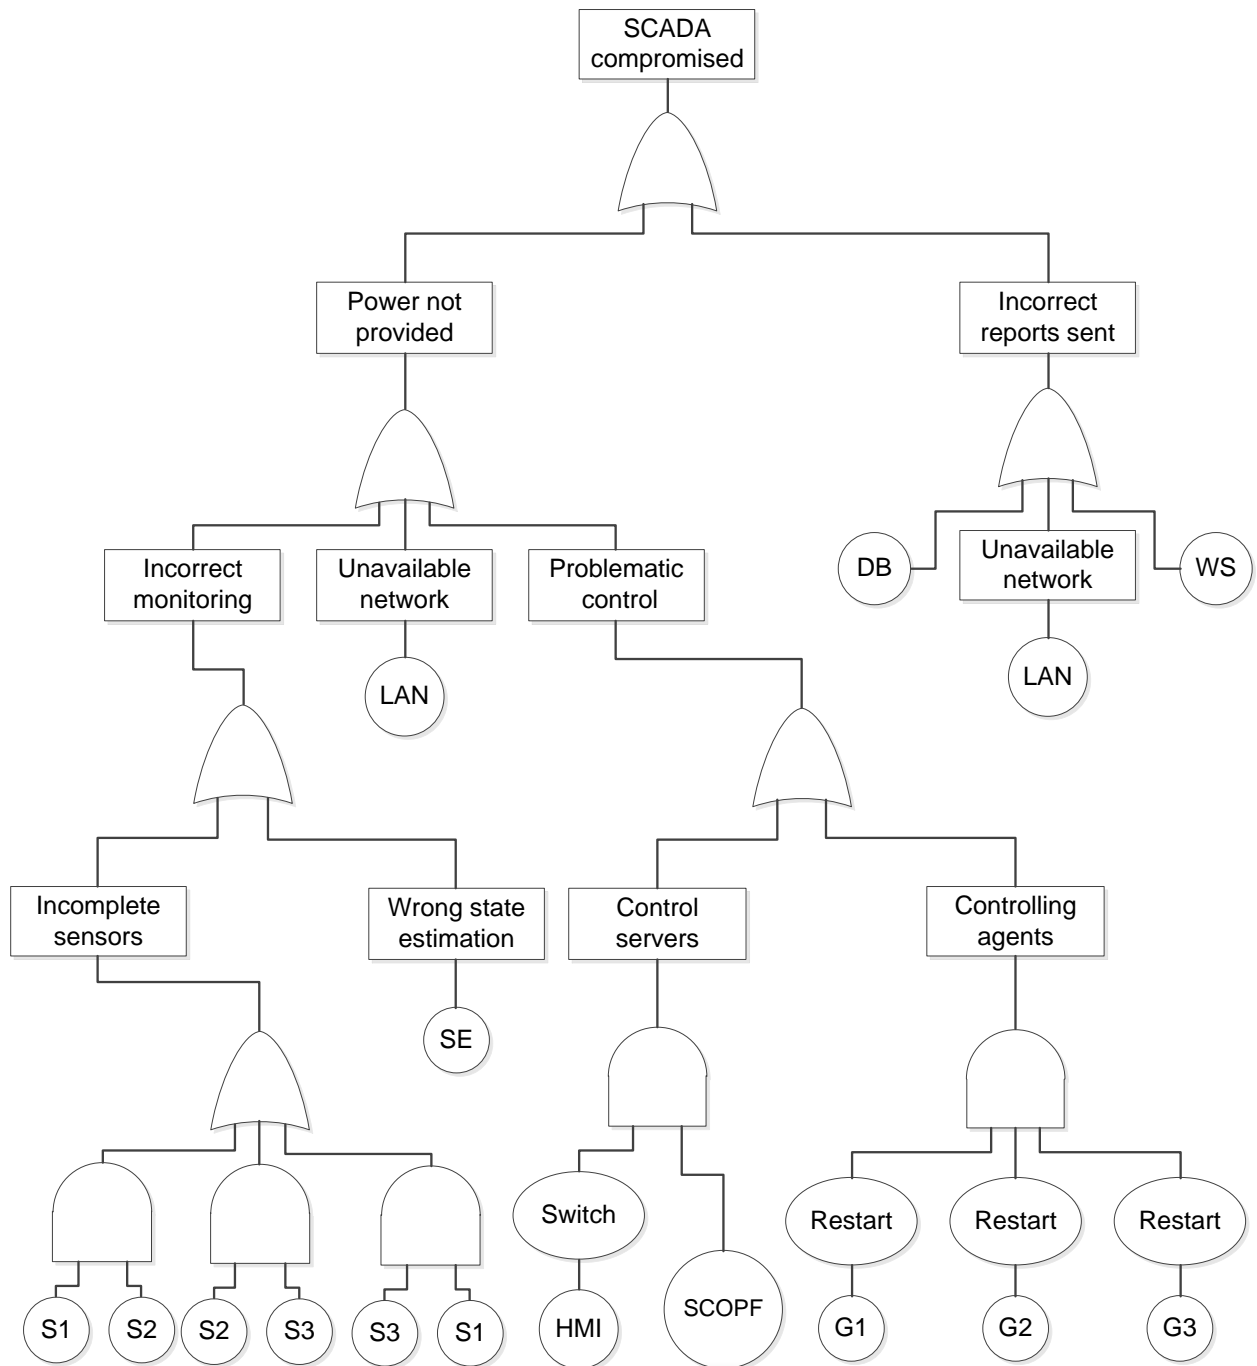 SCADA
compromised
Power not
provided
Incorrect
reports sent
Incorrect
monitoring
Unavailable
network
Problematic
control
DB
Unavailable
network
WS
LAN
LAN
Incomplete
sensors
Wrong state
estimation
Control
servers
Controlling
agents
SE
Switch
Restart
Restart
Restart
S1
S2
S2
S3
S3
S1
HMI
SCOPF
G1
G2
G3